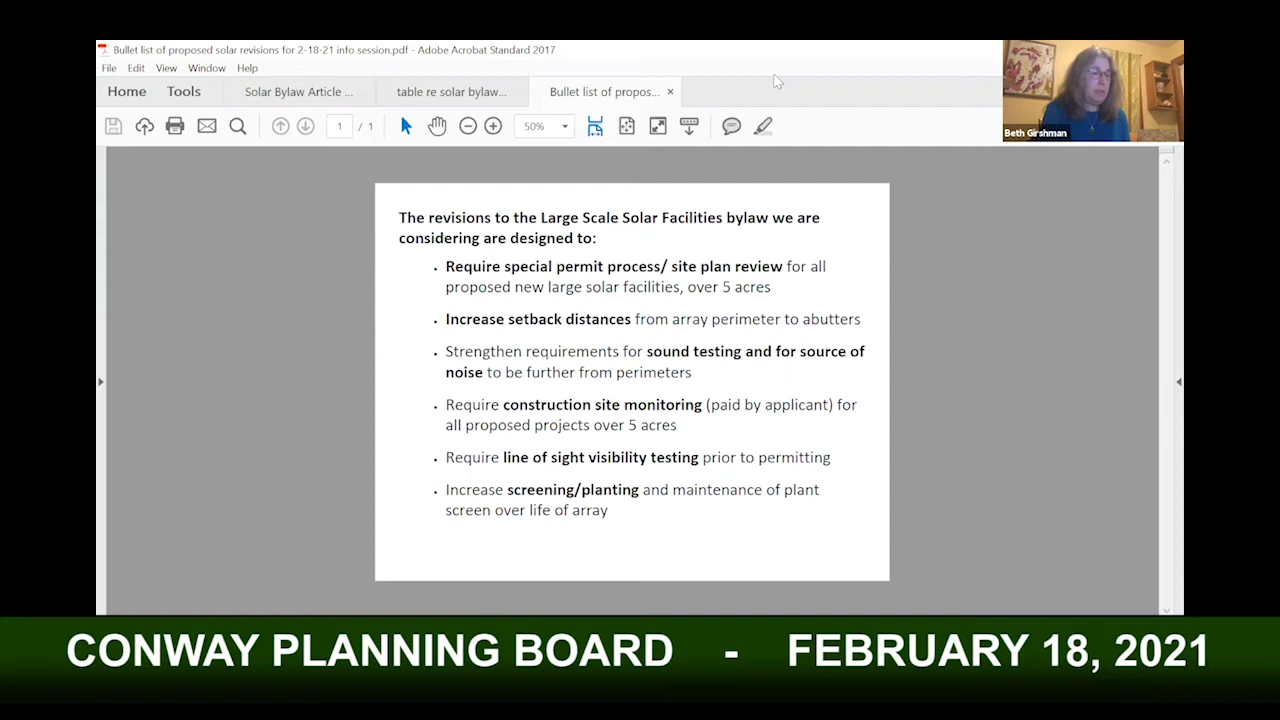 Bullet list of proposed solar revisions for 2-18-21 info session.pdf - Adobe Acrobat Standard 2017
File Edit View Window Help
Home Tools Solar Bylaw Article ... table re solar bylaw... Bullet list of propos... ×
1 / 1 50%
Beth Girshman
The revisions to the Large Scale Solar Facilities bylaw we are
considering are designed to:
• Require special permit process/ site plan review for all
proposed new large solar facilities, over 5 acres
• Increase setback distances from array perimeter to abutters
• Strengthen requirements for sound testing and for source of
noise to be further from perimeters
• Require construction site monitoring (paid by applicant) for
all proposed projects over 5 acres
• Require line of sight visibility testing prior to permitting
• Increase screening/planting and maintenance of plant
screen over life of array
CONWAY PLANNING BOARD - FEBRUARY 18, 2021